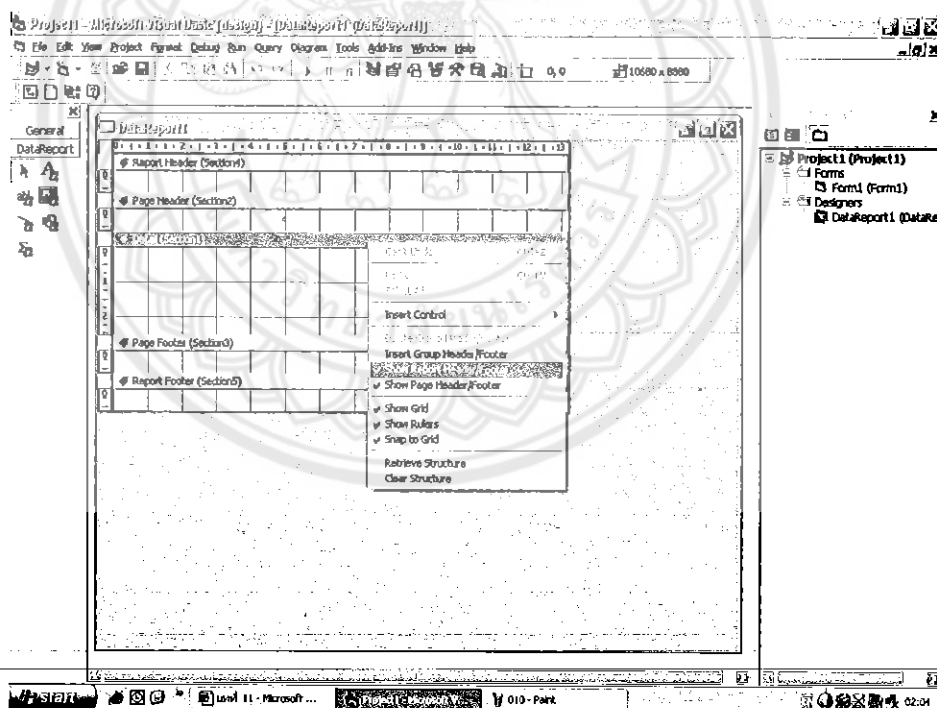 Project1 - Microsoft Visual Basic [design] - [DataReport1 (DataReport)]
File Edit View Project Format Debug Run Query Diagram Tools Add-Ins Window Help
0, 0 10680 x 8580
General
DataReport
DataReport1
Report Header (Section4)
Page Header (Section2)
Page Footer (Section3)
Report Footer (Section5)
Insert Control
Insert Group Header/Footer
Show Page Header/Footer
Show Grid
Show Rulers
Snap to Grid
Retrieve Structure
Clear Structure
Project1 (Project1)
Forms
Form1 (Form1)
Designers
DataReport1 (DataRe
start
11 - Microsoft ...
010 - Paint
02:04